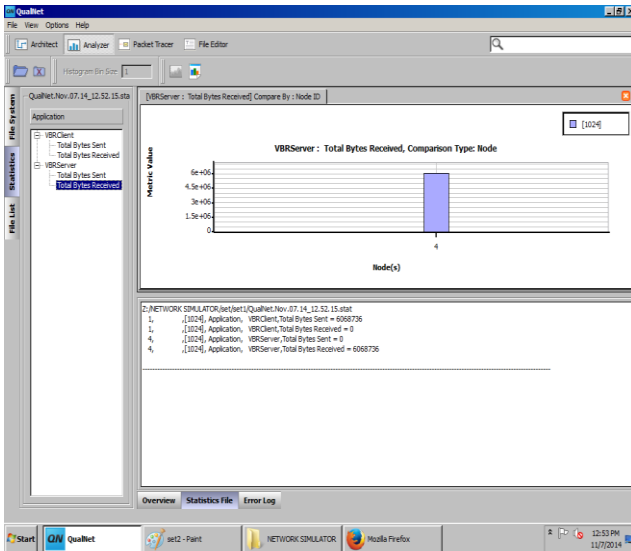 QN QualNet
File View Options Help
Architect Analyzer Packet Tracer File Editor
Histogram Bin Size 1
File System
Statistics
File List
QualNet.Nov.07.14_12.52.15.sta
Application
VBRClient
Total Bytes Sent
Total Bytes Received
VBRServer
Total Bytes Sent
Total Bytes Received
[VBRServer : Total Bytes Received] Compare By : Node ID
[1024]
VBRServer : Total Bytes Received, Comparison Type: Node
Metric Value
6e+06
4.5e+06
3e+06
1.5e+06
0
4
Node(s)
Z:/NETWORK SIMULATOR/set/set1/QualNet.Nov.07.14_12.52.15.stat
1, ,[1024], Application, VBRClient,Total Bytes Sent = 6068736
1, ,[1024], Application, VBRClient,Total Bytes Received = 0
4, ,[1024], Application, VBRServer,Total Bytes Sent = 0
4, ,[1024], Application, VBRServer,Total Bytes Received = 6068736
Overview Statistics File Error Log
Start QN QualNet set2 - Paint NETWORK SIMULATOR Mozilla Firefox 12:53 PM
11/7/2014